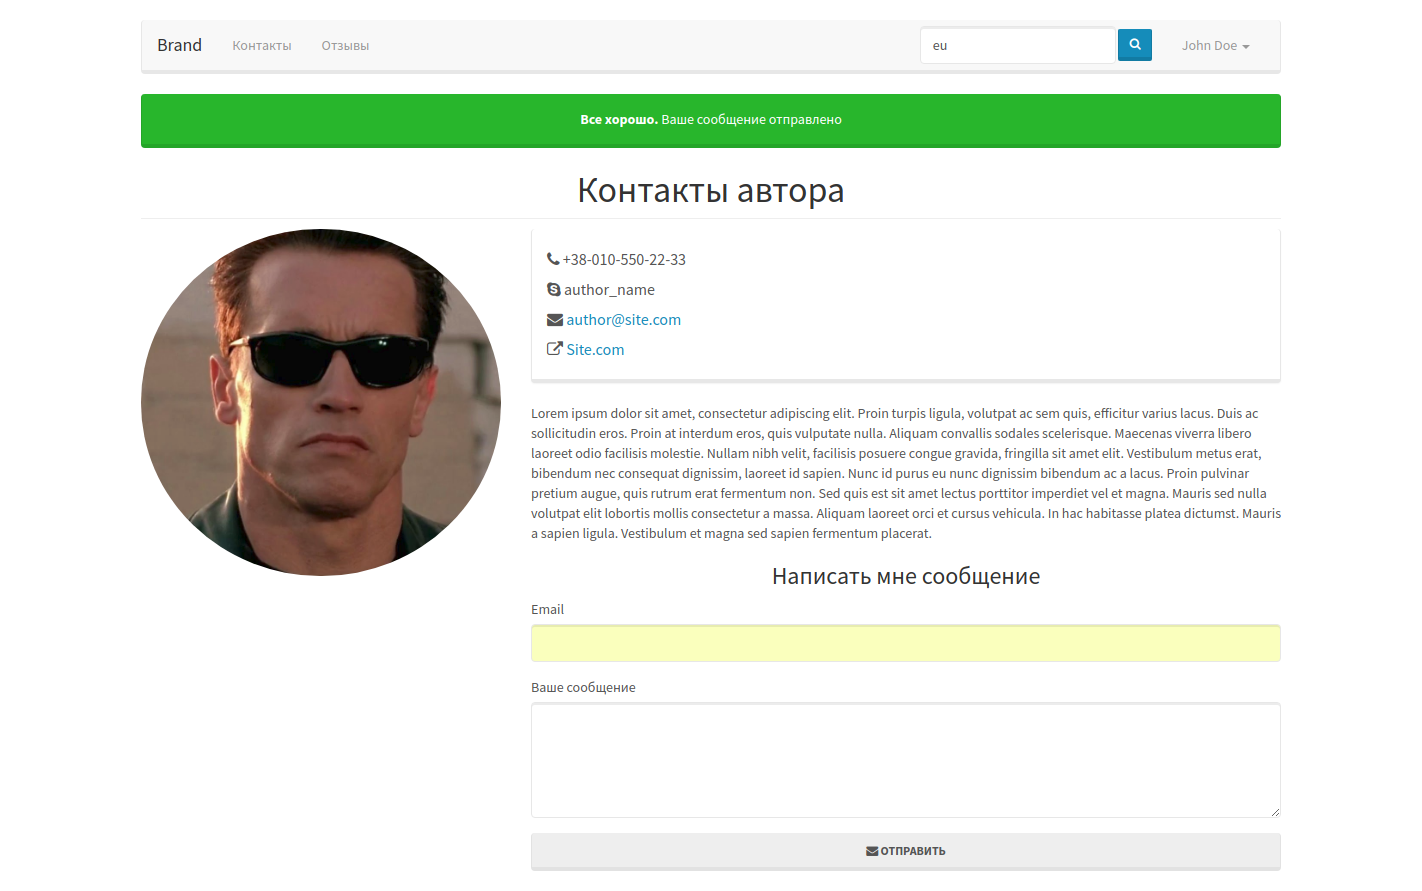 Brand Контакты Отзывы eu John Doe
Все хорошо. Ваше сообщение отправлено
Контакты автора
+38-010-550-22-33
author_name
author@site.com
Site.com
Lorem ipsum dolor sit amet, consectetur adipiscing elit. Proin turpis ligula, volutpat ac sem quis, efficitur varius lacus. Duis ac
sollicitudin eros. Proin at interdum eros, quis vulputate nulla. Aliquam convallis sodales scelerisque. Maecenas viverra libero
laoreet odio facilisis molestie. Nullam nibh velit, facilisis posuere congue gravida, fringilla sit amet elit. Vestibulum metus erat,
bibendum nec consequat dignissim, laoreet id sapien. Nunc id purus eu nunc dignissim bibendum ac a lacus. Proin pulvinar
pretium augue, quis rutrum erat fermentum non. Sed quis est sit amet lectus porttitor imperdiet vel et magna. Mauris sed nulla
volutpat elit lobortis mollis consectetur a massa. Aliquam laoreet orci et cursus vehicula. In hac habitasse platea dictumst. Mauris
a sapien ligula. Vestibulum et magna sed sapien fermentum placerat.
Написать мне сообщение
Email
Ваше сообщение
ОТПРАВИТЬ